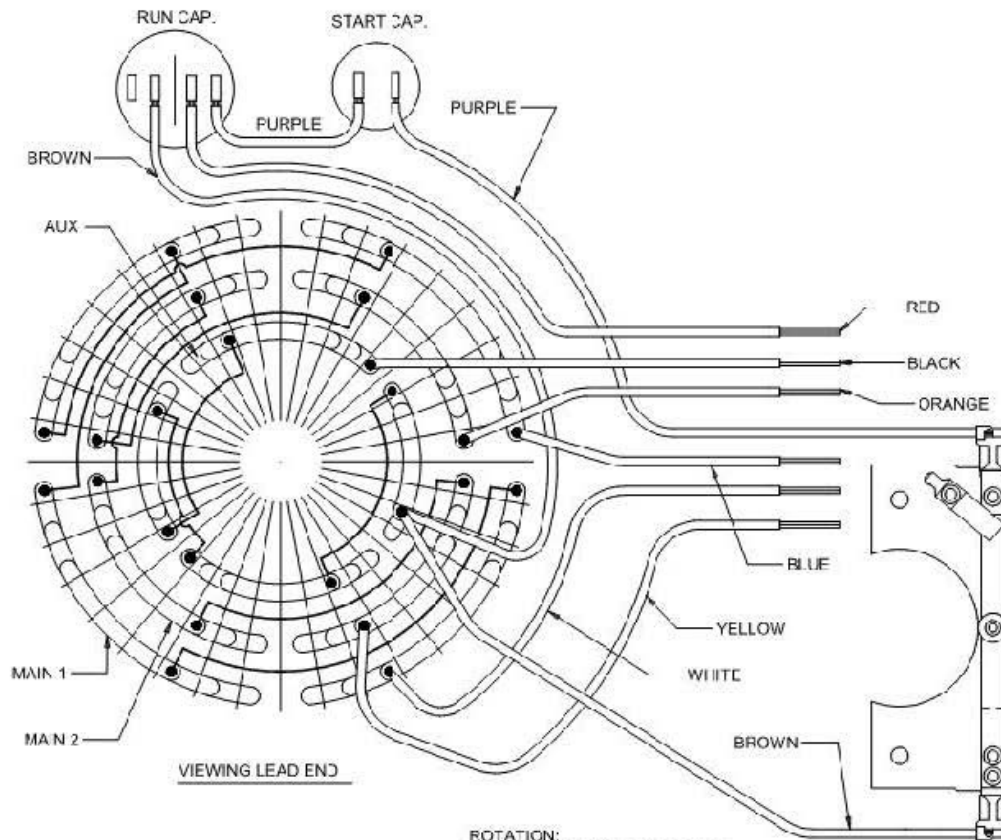 RUN CAP.
START CAP.
PURPLE
PURPLE
BROWN
AUX
RED
BLACK
ORANGE
BLUE
YELLOW
WHITE
MAIN 1
MAIN 2
BROWN
VIEWING LEAD END
ROTATION: